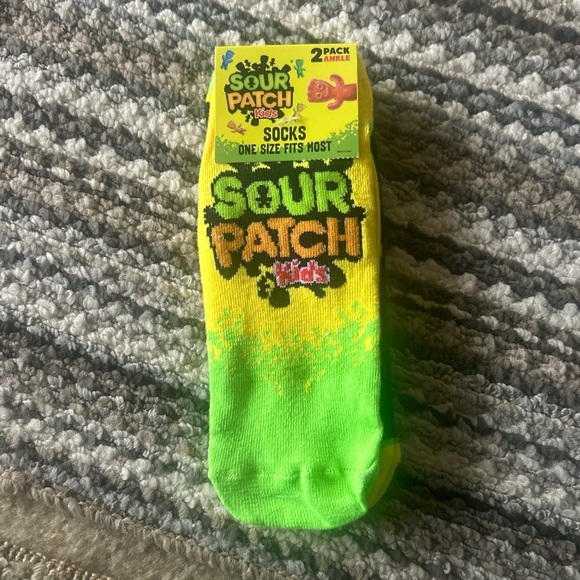 2 PACK
ANKLE
SOUR
PATCH
Kids
SOCKS
ONE SIZE FITS MOST
SOUR
PATCH
Kids